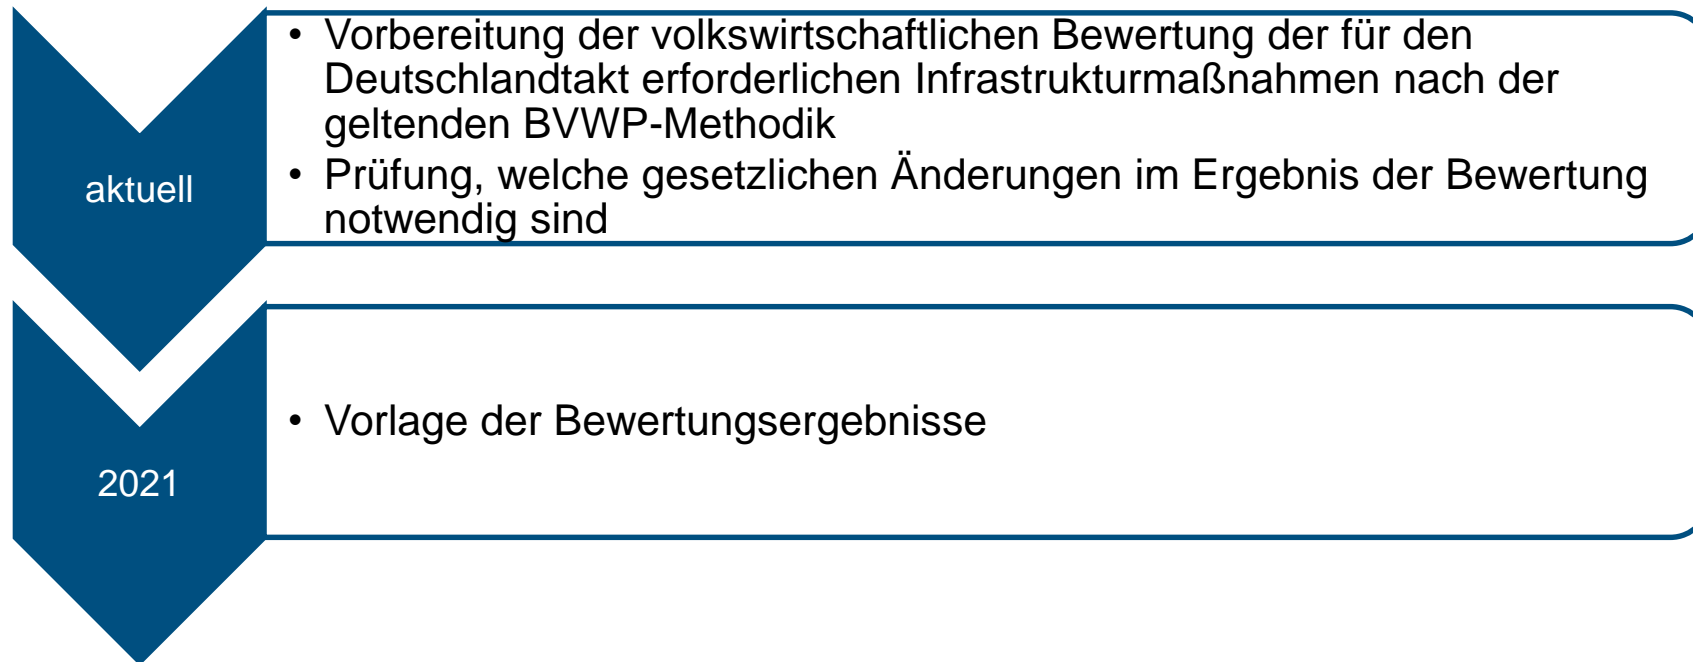 aktuell
• Vorbereitung der volkswirtschaftlichen Bewertung der für den
Deutschlandtakt erforderlichen Infrastrukturmaßnahmen nach der
geltenden BVWP-Methodik
• Prüfung, welche gesetzlichen Änderungen im Ergebnis der Bewertung
notwendig sind
2021
• Vorlage der Bewertungsergebnisse